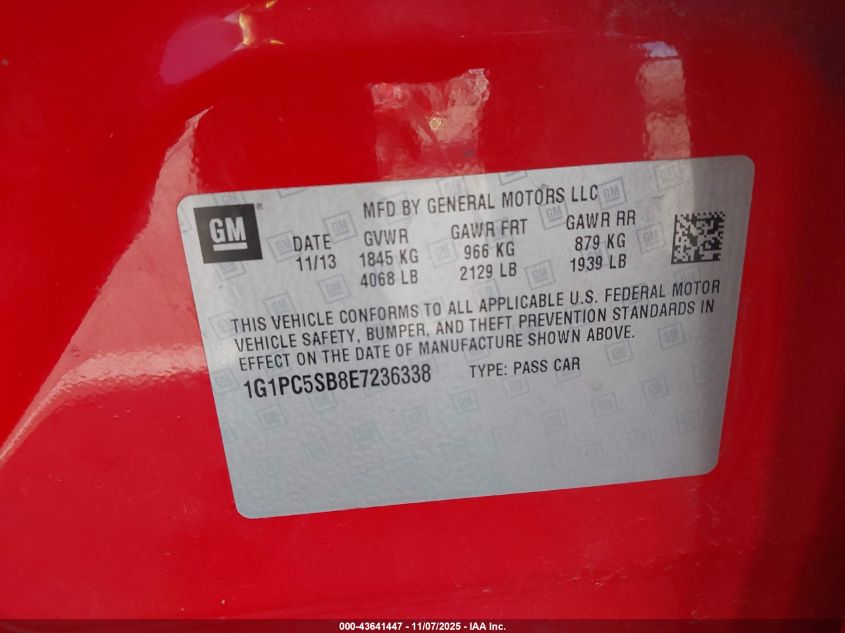 MFD BY GENERAL MOTORS LLC
GM®
DATE GVWR GAWR FRT GAWR RR
11/13 1845 KG 966 KG 879 KG
4068 LB 2129 LB 1939 LB
THIS VEHICLE CONFORMS TO ALL APPLICABLE U.S. FEDERAL MOTOR
VEHICLE SAFETY, BUMPER, AND THEFT PREVENTION STANDARDS IN
EFFECT ON THE DATE OF MANUFACTURE SHOWN ABOVE.
1G1PC5SB8E7236338 TYPE: PASS CAR
000-43641447 - 11/07/2025 - IAA Inc.